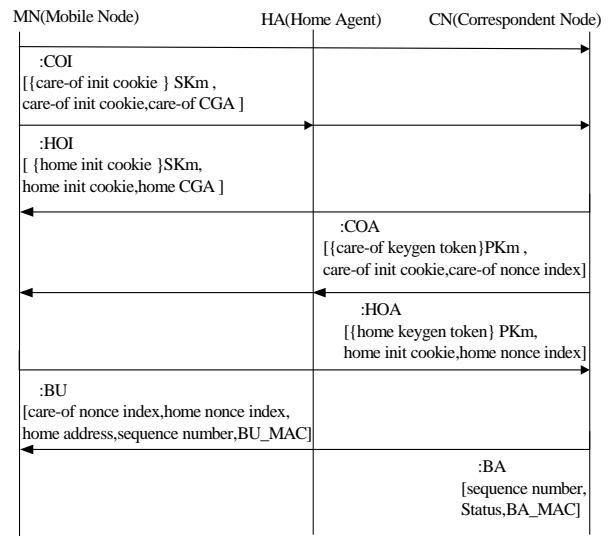 MN(Mobile Node)
HA(Home Agent)
CN(Correspondent Node)
:COI
[{care-of init cookie } SKm ,
care-of init cookie,care-of CGA ]
:HOI
[ {home init cookie }SKm,
home init cookie,home CGA ]
:COA
[{care-of keygen token}PKm ,
care-of init cookie,care-of nonce index]
:HOA
[{home keygen token} PKm,
home init cookie,home nonce index]
:BU
[care-of nonce index,home nonce index,
home address,sequence number,BU_MAC]
:BA
[sequence number,
Status,BA_MAC]